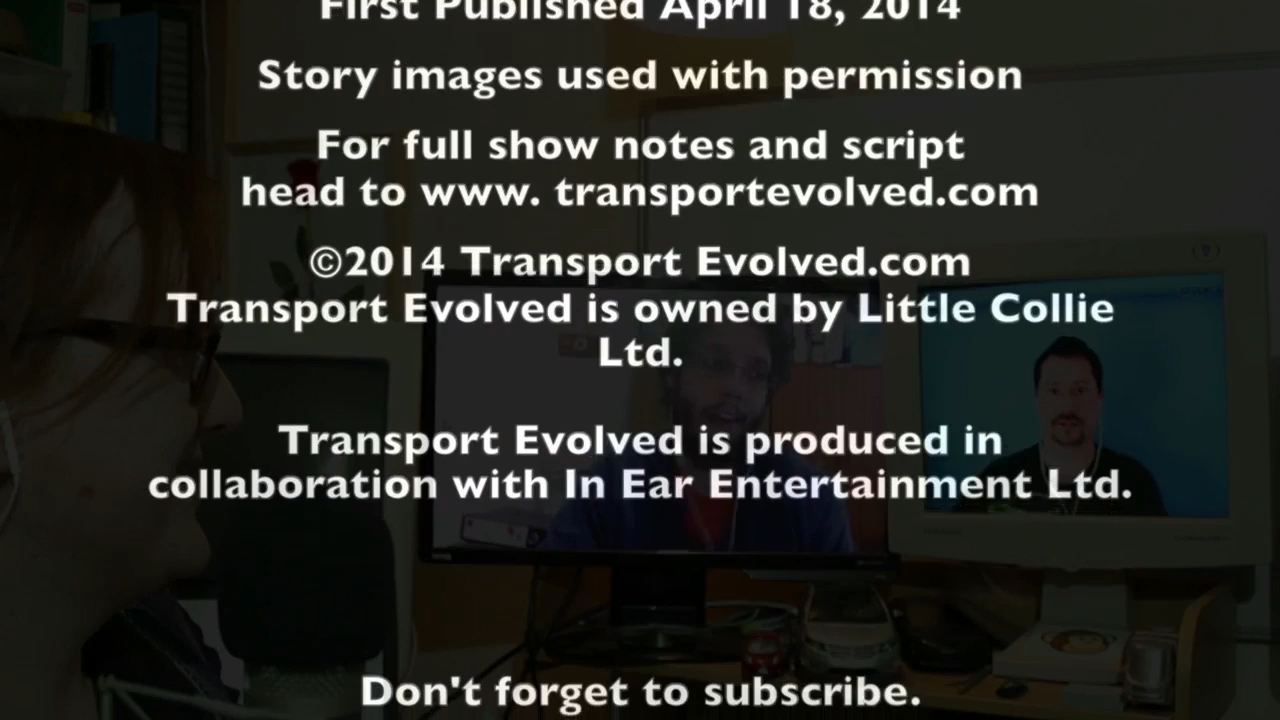 First Published April 18, 2014
Story images used with permission
For full show notes and script
head to www. transportevolved.com
©2014 Transport Evolved.com
Transport Evolved is owned by Little Collie
Ltd.
Transport Evolved is produced in
collaboration with In Ear Entertainment Ltd.
Don't forget to subscribe.